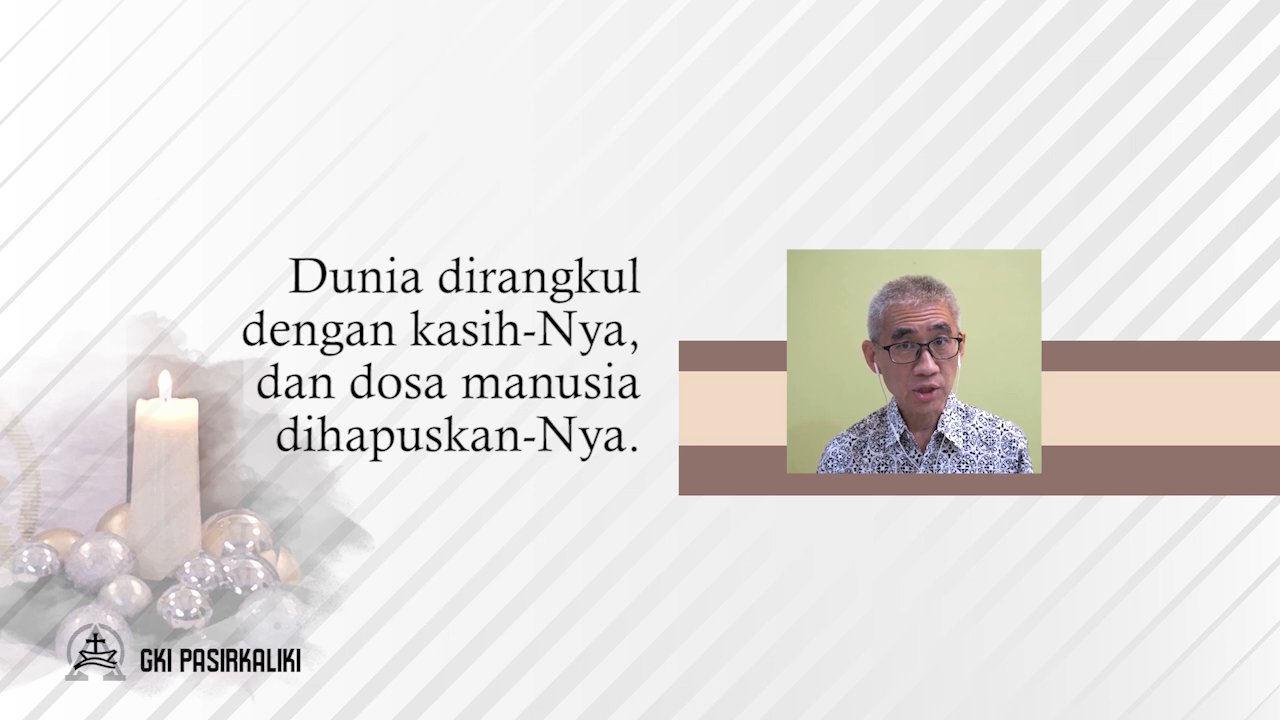 Dunia dirangkul
dengan kasih-Nya,
dan dosa manusia
dihapuskan-Nya.
GKI PASIRKALIKI